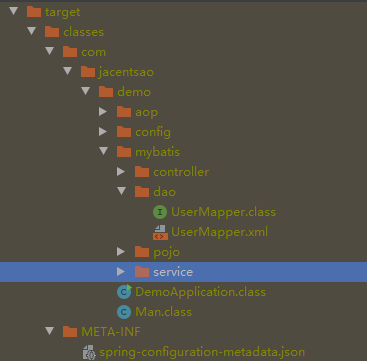 target
classes
com
jacentsao
demo
aop
config
mybatis
controller
dao
UserMapper.class
UserMapper.xml
pojo
service
DemoApplication.class
Man.class
META-INF
spring-configuration-metadata.json